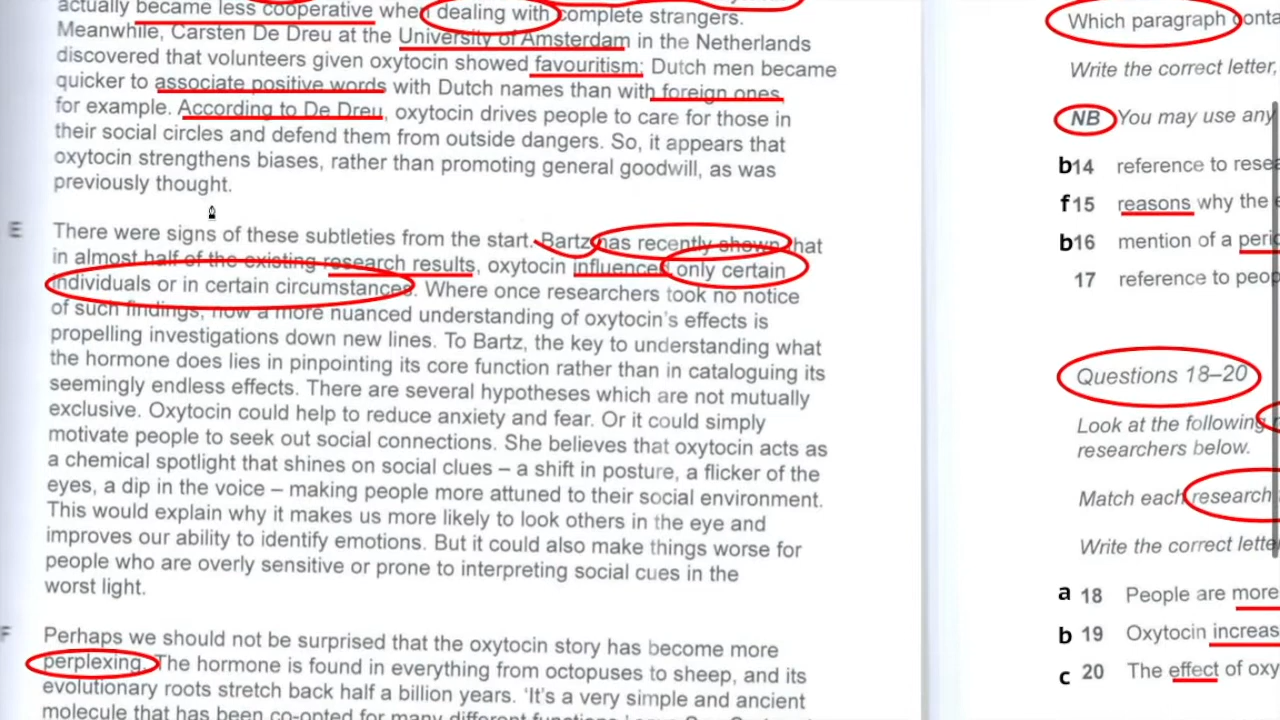 actually became less cooperative when dealing with complete strangers.
Meanwhile, Carsten De Dreu at the University of Amsterdam in the Netherlands
discovered that volunteers given oxytocin showed favouritism: Dutch men became
quicker to associate positive words with Dutch names than with foreign ones,
for example. According to De Dreu, oxytocin drives people to care for those in
their social circles and defend them from outside dangers. So, it appears that
oxytocin strengthens biases, rather than promoting general goodwill, as was
previously thought.
E
There were signs of these subtleties from the start. Bartz has recently shown that
in almost half of the existing research results, oxytocin influenced only certain
individuals or in certain circumstances. Where once researchers took no notice
of such findings, now a more nuanced understanding of oxytocin's effects is
propelling investigations down new lines. To Bartz, the key to understanding what
the hormone does lies in pinpointing its core function rather than in cataloguing its
seemingly endless effects. There are several hypotheses which are not mutually
exclusive. Oxytocin could help to reduce anxiety and fear. Or it could simply
motivate people to seek out social connections. She believes that oxytocin acts as
a chemical spotlight that shines on social clues – a shift in posture, a flicker of the
eyes, a dip in the voice – making people more attuned to their social environment.
This would explain why it makes us more likely to look others in the eye and
improves our ability to identify emotions. But it could also make things worse for
people who are overly sensitive or prone to interpreting social cues in the
worst light.
F
Perhaps we should not be surprised that the oxytocin story has become more
perplexing. The hormone is found in everything from octopuses to sheep, and its
evolutionary roots stretch back half a billion years. 'It's a very simple and ancient
molecule that has been co-opted for many different functions,'
Which paragraph
Write the correct letter,
NB You may use any
b14 reference to
f15 reasons why the
b16 mention of a
17 reference to
Questions 18–20
Look at the following
researchers below.
Match each research
Write the correct
a 18 People are more
b 19 Oxytocin
c 20 The effect of